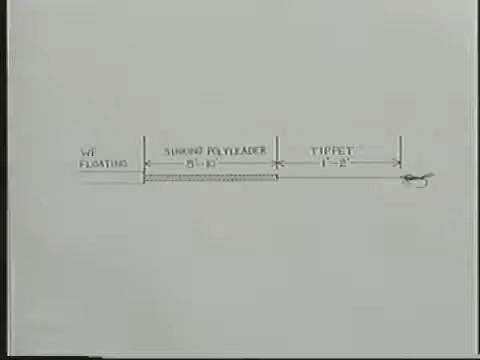 WF
FLOATING
SINKING POLYLEADER
8'-10'
TIPPET
1'-2'